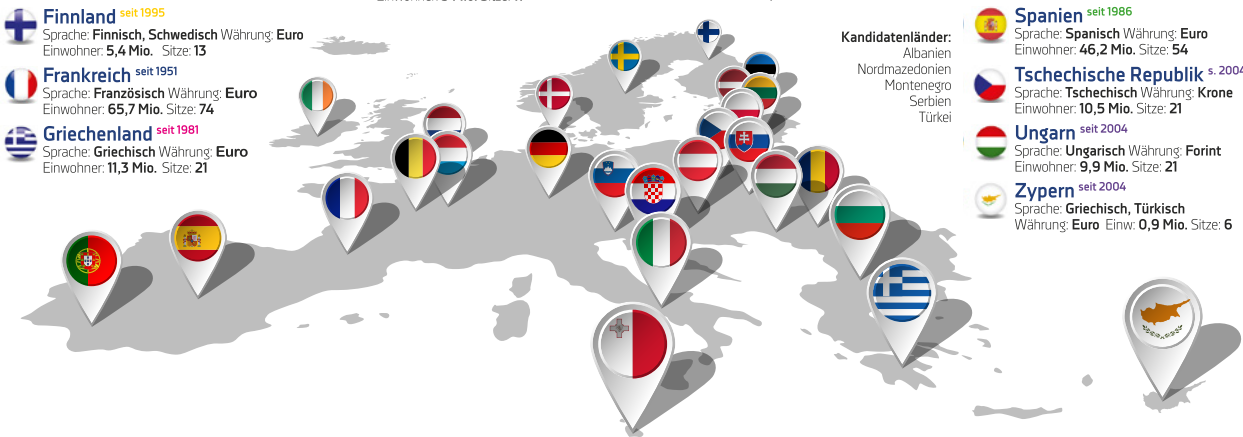 Finnland seit 1995
Sprache: Finnisch, Schwedisch Währung: Euro
Einwohner: 5,4 Mio. Sitze: 13
Frankreich seit 1951
Sprache: Französisch Währung: Euro
Einwohner: 65,7 Mio. Sitze: 74
Griechenland seit 1981
Sprache: Griechisch Währung: Euro
Einwohner: 11,3 Mio. Sitze: 21
Kandidatenländer:
Albanien
Nordmazedonien
Montenegro
Serbien
Türkei
Spanien seit 1986
Sprache: Spanisch Währung: Euro
Einwohner: 46,2 Mio. Sitze: 54
Tschechische Republik s. 2004
Sprache: Tschechisch Währung: Krone
Einwohner: 10,5 Mio. Sitze: 21
Ungarn seit 2004
Sprache: Ungarisch Währung: Forint
Einwohner: 9,9 Mio. Sitze: 21
Zypern seit 2004
Sprache: Griechisch, Türkisch
Währung: Euro Einw: 0,9 Mio. Sitze: 6